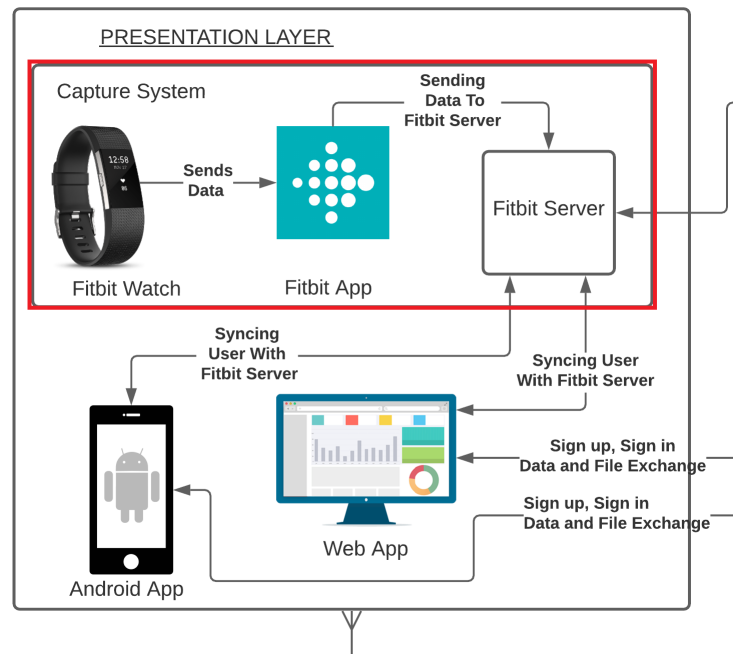 PRESENTATION LAYER
Capture System
Sending
Data To
Fitbit Server
12:50
Sends
Data
Fitbit Server
Fitbit Watch
Fitbit App
Syncing
User With
Fitbit Server
Syncing User
With Fitbit Server
Sign up, Sign in
Data and File Exchange
Sign up, Sign in
Data and File Exchange
Web App
Android App